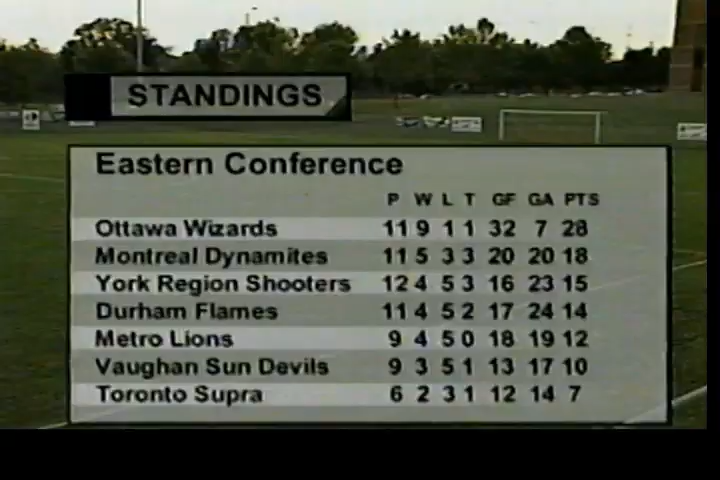 STANDINGS
Eastern Conference
P W L T GF GA PTS
Ottawa Wizards 11 9 1 1 32 7 28
Montreal Dynamites 11 5 3 3 20 20 18
York Region Shooters 12 4 5 3 16 23 15
Durham Flames 11 4 5 2 17 24 14
Metro Lions 9 4 5 0 18 19 12
Vaughan Sun Devils 9 3 5 1 13 17 10
Toronto Supra 6 2 3 1 12 14 7